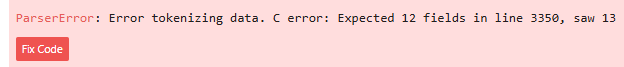 ParserError: Error tokenizing data. C error: Expected 12 fields in line 3350, saw 13
Fix Code